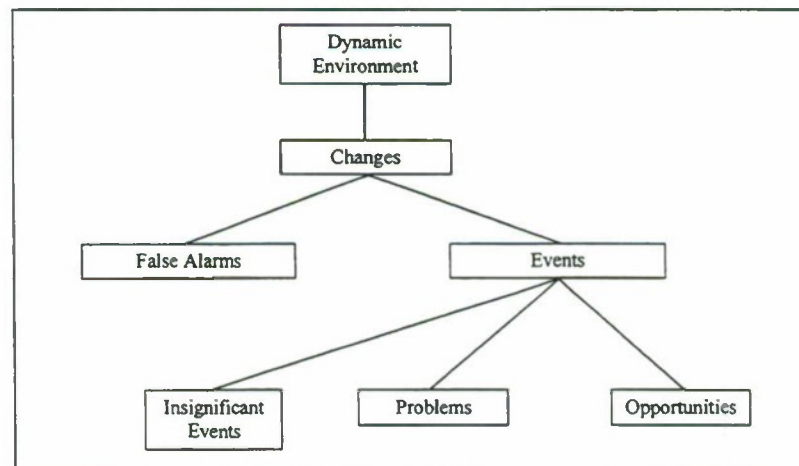 Dynamic
Environment
Changes
False Alarms
Events
Insignificant
Events
Problems
Opportunities